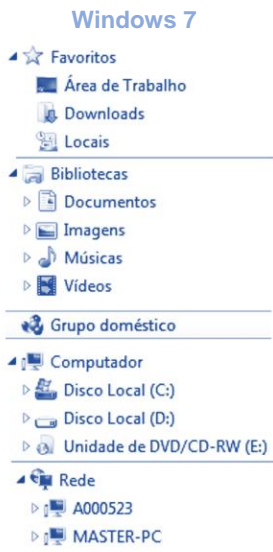 Windows 7
Favoritos
Área de Trabalho
Downloads
Locais
Bibliotecas
Documentos
Imagens
Músicas
Vídeos
Grupo doméstico
Computador
Disco Local (C:)
Disco Local (D:)
Unidade de DVD/CD-RW (E:)
Rede
A000523
MASTER-PC